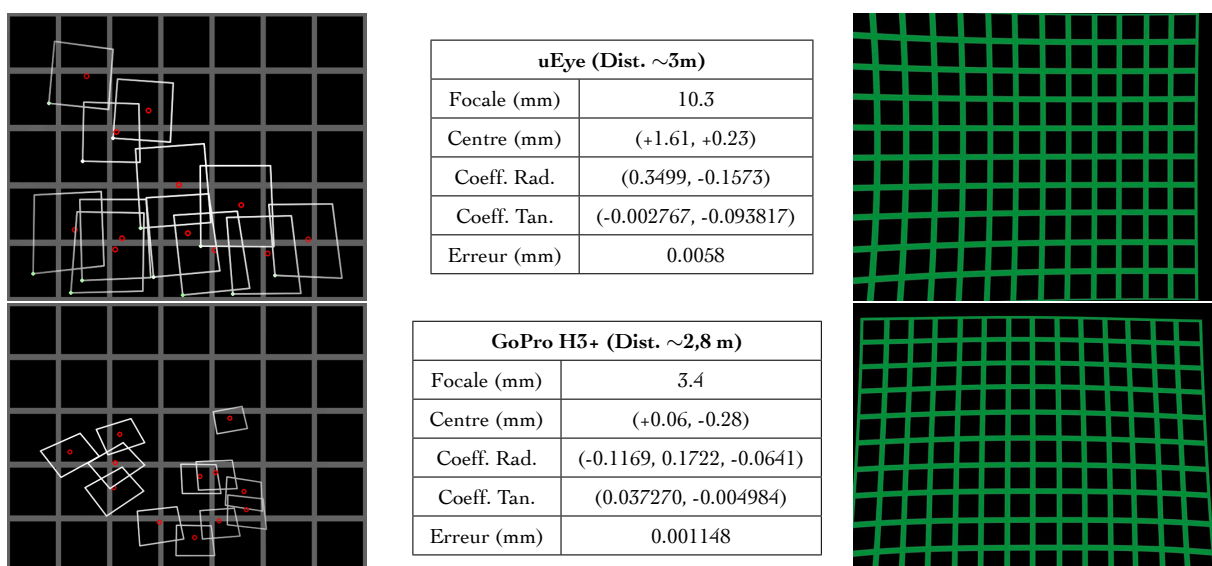 uEye (Dist. ∼3m)
Focale (mm) 10.3
Centre (mm) (+1.61, +0.23)
Coeff. Rad. (0.3499, -0.1573)
Coeff. Tan. (-0.002767, -0.093817)
Erreur (mm) 0.0058
GoPro H3+ (Dist. ∼2,8 m)
Focale (mm) 3.4
Centre (mm) (+0.06, -0.28)
Coeff. Rad. (-0.1169, 0.1722, -0.0641)
Coeff. Tan. (0.037270, -0.004984)
Erreur (mm) 0.001148